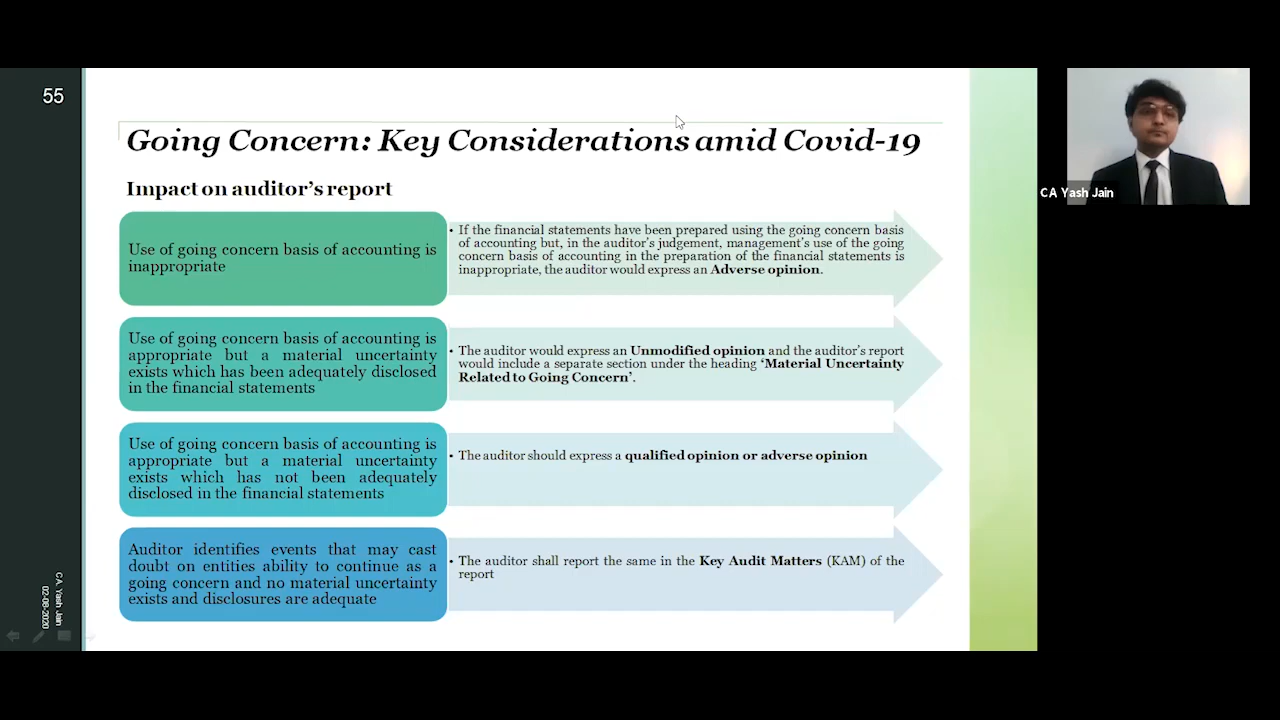 55
Going Concern: Key Considerations amid Covid-19
Impact on auditor's report
Use of going concern basis of accounting is
inappropriate
• If the financial statements have been prepared using the going concern basis
of accounting but, in the auditor's judgement, management's use of the going
concern basis of accounting in the preparation of the financial statements is
inappropriate, the auditor would express an Adverse opinion.
Use of going concern basis of accounting is
appropriate but a material uncertainty
exists which has been adequately disclosed
in the financial statements
• The auditor would express an Unmodified opinion and the auditor's report
would include a separate section under the heading 'Material Uncertainty
Related to Going Concern'.
Use of going concern basis of accounting is
appropriate but a material uncertainty
exists which has not been adequately
disclosed in the financial statements
• The auditor should express a qualified opinion or adverse opinion
Auditor identifies events that may cast
doubt on entities ability to continue as a
going concern and no material uncertainty
exists and disclosures are adequate
• The auditor shall report the same in the Key Audit Matters (KAM) of the
report
CA Yash Jain
02-08-2020
CA Yash Jain